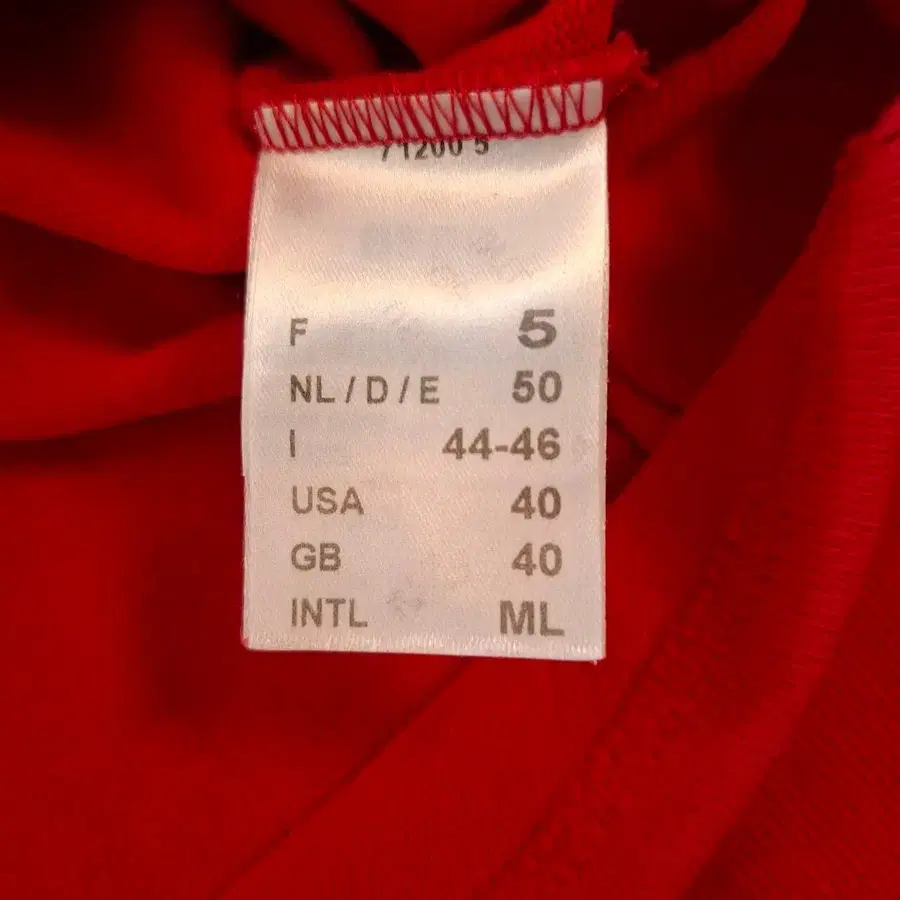 71200 5
F 5
NL / D / E 50
I 44-46
USA 40
GB 40
INTL ML